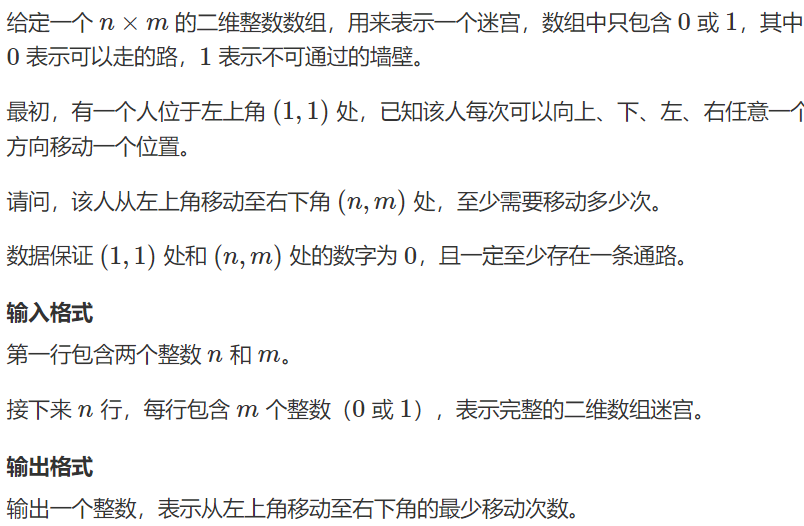 给定一个 n × m 的二维整数数组，用来表示一个迷宫，数组中只包含 0 或 1，其中
0 表示可以走的路，1 表示不可通过的墙壁。
最初，有一个人位于左上角 (1, 1) 处，已知该人每次可以向上、下、左、右任意一个
方向移动一个位置。
请问，该人从左上角移动至右下角 (n, m) 处，至少需要移动多少次。
数据保证 (1, 1) 处和 (n, m) 处的数字为 0，且一定至少存在一条通路。
输入格式
第一行包含两个整数 n 和 m。
接下来 n 行，每行包含 m 个整数（0 或 1），表示完整的二维数组迷宫。
输出格式
输出一个整数，表示从左上角移动至右下角的最少移动次数。